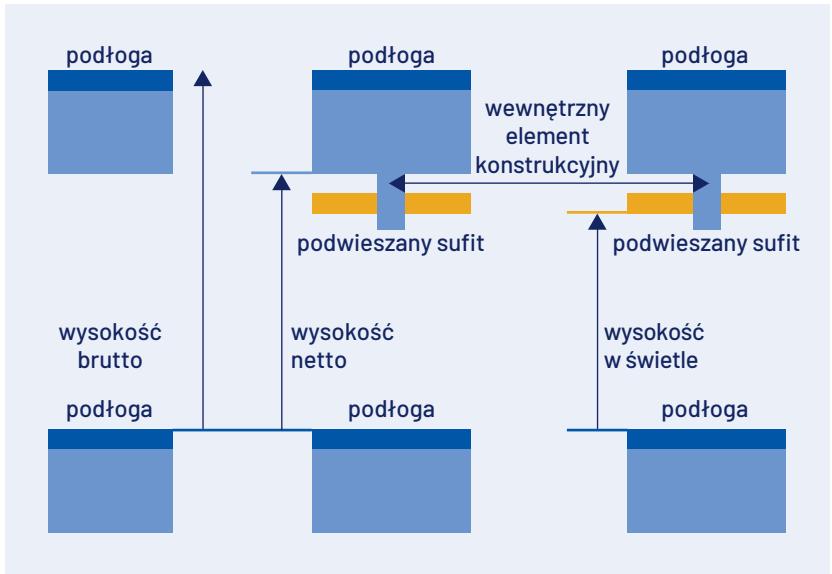 podłoga
podłoga
podłoga
wewnętrzny
element
konstrukcyjny
podwieszany sufit
podwieszany sufit
wysokość
brutto
wysokość
netto
wysokość
w świetle
podłoga
podłoga
podłoga